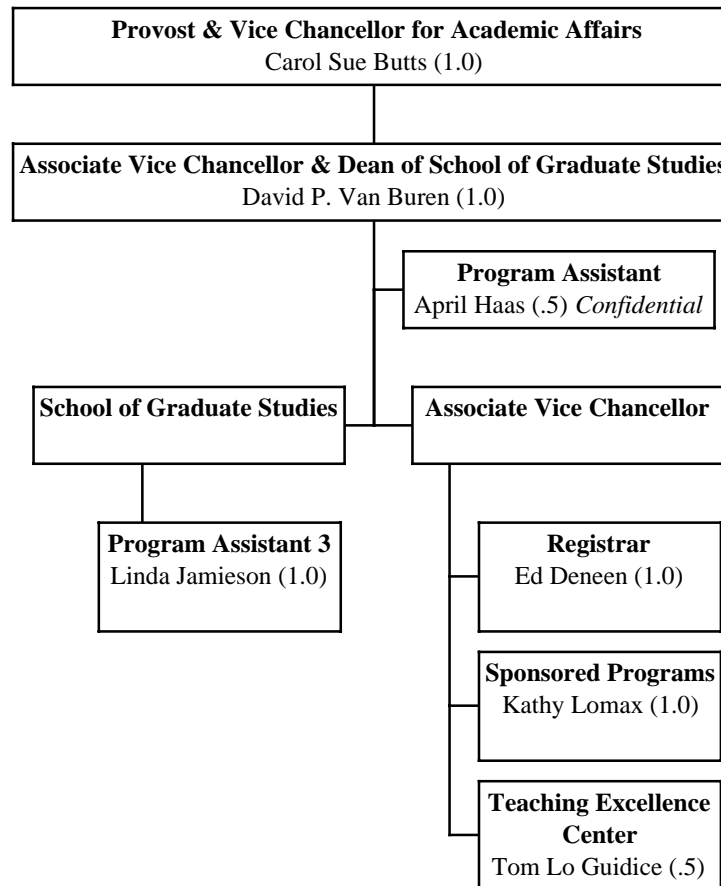 Provost & Vice Chancellor for Academic Affairs
Carol Sue Butts (1.0)
Associate Vice Chancellor & Dean of School of Graduate Studies
David P. Van Buren (1.0)
Program Assistant
April Haas (.5) Confidential
School of Graduate Studies
Associate Vice Chancellor
Program Assistant 3
Linda Jamieson (1.0)
Registrar
Ed Deneen (1.0)
Sponsored Programs
Kathy Lomax (1.0)
Teaching Excellence
Center
Tom Lo Guidice (.5)